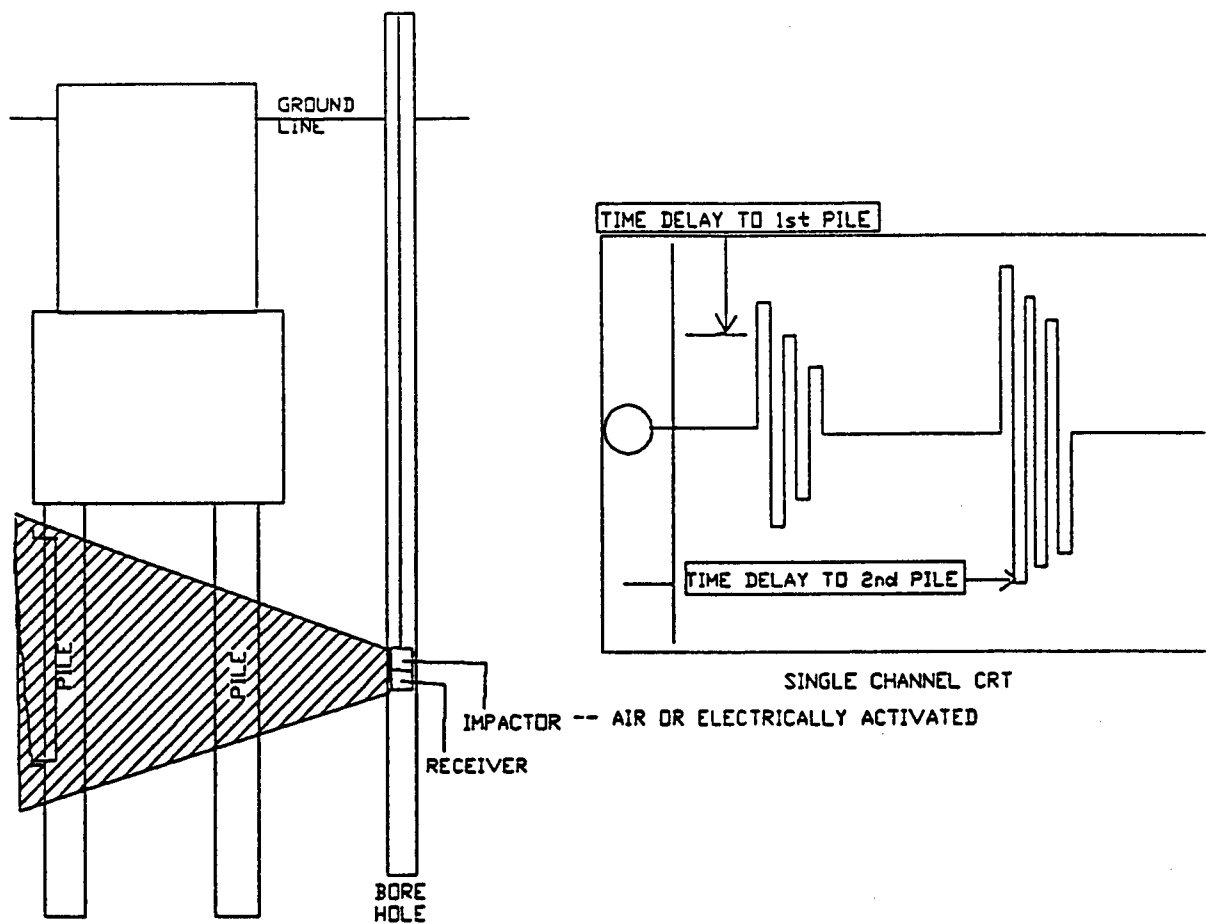 GROUND
LINE
TIME DELAY TO 1st PILE
TIME DELAY TO 2nd PILE
PILE
PILE
SINGLE CHANNEL CRT
IMPACTOR -- AIR OR ELECTRICALLY ACTIVATED
RECEIVER
BORE
HOLE